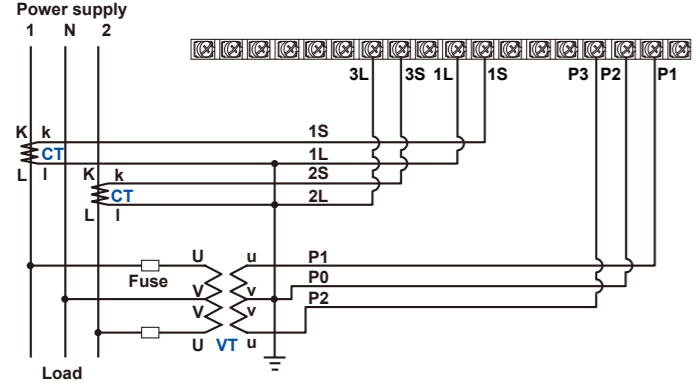 Power supply
1 N 2
3L 3S 1L 1S P3 P2 P1
K k 1S
CT 1L
L l K k 2S
CT 2L
L l
U u P1
Fuse P0
V v
V v P2
U VT u
Load